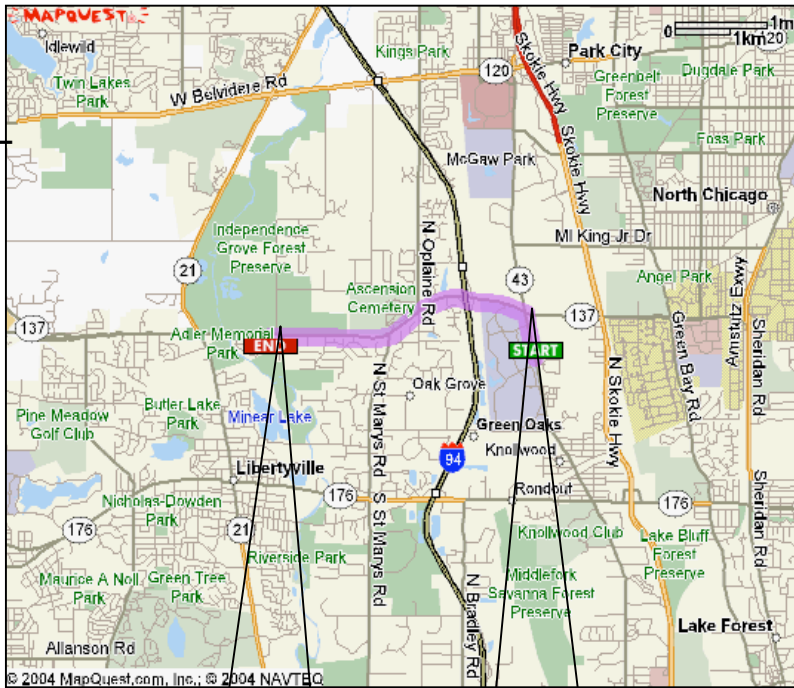 MAPQUEST
Idlewild
Twin Lakes
Park
W Belvidere Rd
Kings Park
120
Skokie Hwy
Park City
0
1m
1km
120
Greenbelt
Forest
Preserve
Dugdale Park
Foss Park
McGaw Park
Skokie Hwy
North Chicago
Ml King Jr Dr
Independence
Grove Forest
Preserve
N Oplaine Rd
21
43
Angel Park
Ascension
Cemetery
137
137
Adler Memorial
Park
END
START
Green Bay Rd
Amstutz Expwy
Sheridan Rd
N Skokie Hwy
N St Marys Rd
Oak Grove
Pine Meadow
Golf Club
Butler Lake
Park
Minear Lake
Green Oaks
Knollwood
94
Libertyville
Rondout
176
176
Sheridan Rd
Nicholas-Dowden
Park
176
21
S St Marys Rd
Knollwood Club
Lake Bluff
Forest
Preserve
Riverside Park
Maurice A Noll
Park
Green Tree
Park
N Bradley Rd
Middlefork
Savanna Forest
Preserve
Lake Forest
Allanson Rd
© 2004 MapQuest.com, Inc.; © 2004 NAVTEQ